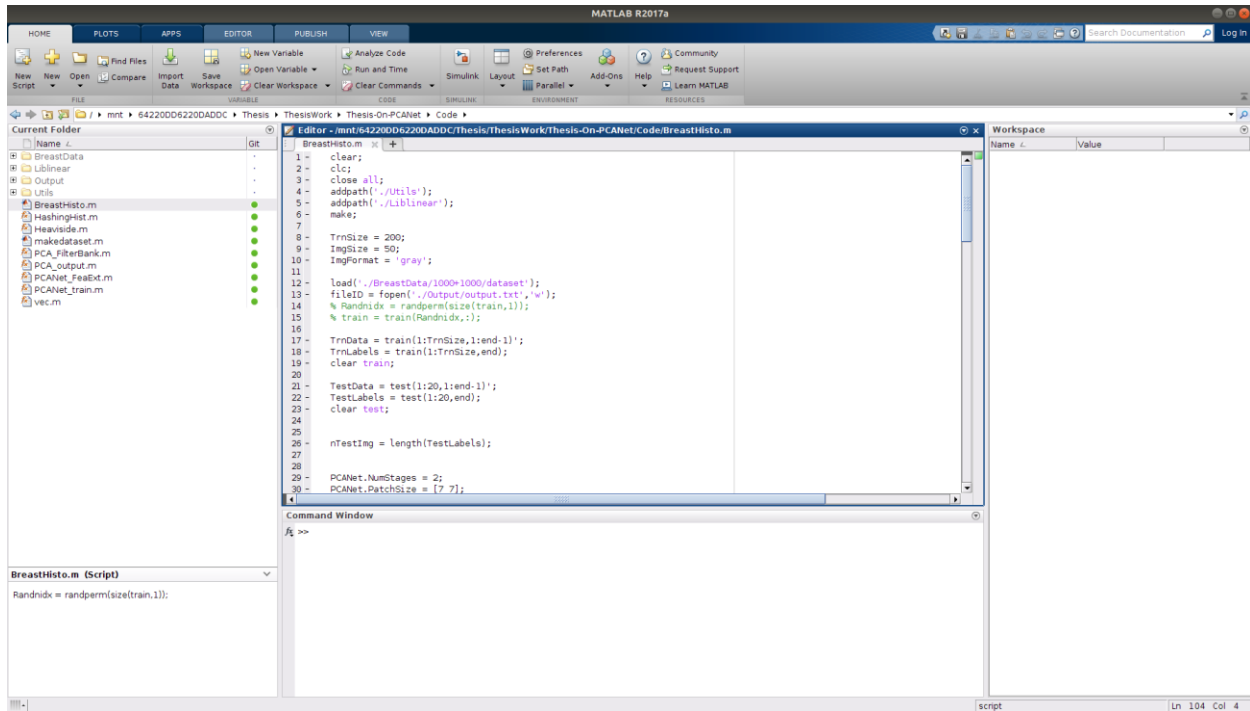 MATLAB R2017a
HOME PLOTS APPS EDITOR PUBLISH VIEW
Search Documentation Log In
New Script
New
Open
Find Files
Compare
Import Data
Save Workspace
New Variable
Open Variable
Clear Workspace
Analyze Code
Run and Time
Clear Commands
Simulink
Layout
Preferences
Set Path
Parallel
Add-Ons
Help
Community
Request Support
Learn MATLAB
FILE VARIABLE CODE SIMULINK ENVIRONMENT RESOURCES
/ mnt 64220DD6220DADDC Thesis ThesisWork Thesis-On-PCANet Code
Current Folder
Name Git
BreastData
Liblinear
Output
Utils
BreastHisto.m
HashingHist.m
Heaviside.m
makedataset.m
PCA_FilterBank.m
PCA_output.m
PCANet_FeaExt.m
PCANet_train.m
vec.m
BreastHisto.m (Script)
Randnidx = randperm(size(train,1));
Editor - /mnt/64220DD6220DADDC/Thesis/ThesisWork/Thesis-On-PCANet/Code/BreastHisto.m
BreastHisto.m
1 - clear;
2 - clc;
3 - close all;
4 - addpath('./Utils');
5 - addpath('./Liblinear');
6 - make;
7
8 - TrnSize = 200;
9 - ImgSize = 50;
10 - ImgFormat = 'gray';
11
12 - load('./BreastData/1000+1000/dataset');
13 - fileID = fopen('./Output/output.txt','w');
14 % Randnidx = randperm(size(train,1));
15 % train = train(Randnidx,:);
16
17 - TrnData = train(1:TrnSize,1:end-1)';
18 - TrnLabels = train(1:TrnSize,end);
19 - clear train;
20
21 - TestData = test(1:20,1:end-1)';
22 - TestLabels = test(1:20,end);
23 - clear test;
24
25
26 - nTestImg = length(TestLabels);
27
28
29 - PCANet.NumStages = 2;
30 - PCANet.PatchSize = [7 7];
Command Window
fx >>
Workspace
Name Value
script Ln 104 Col 4